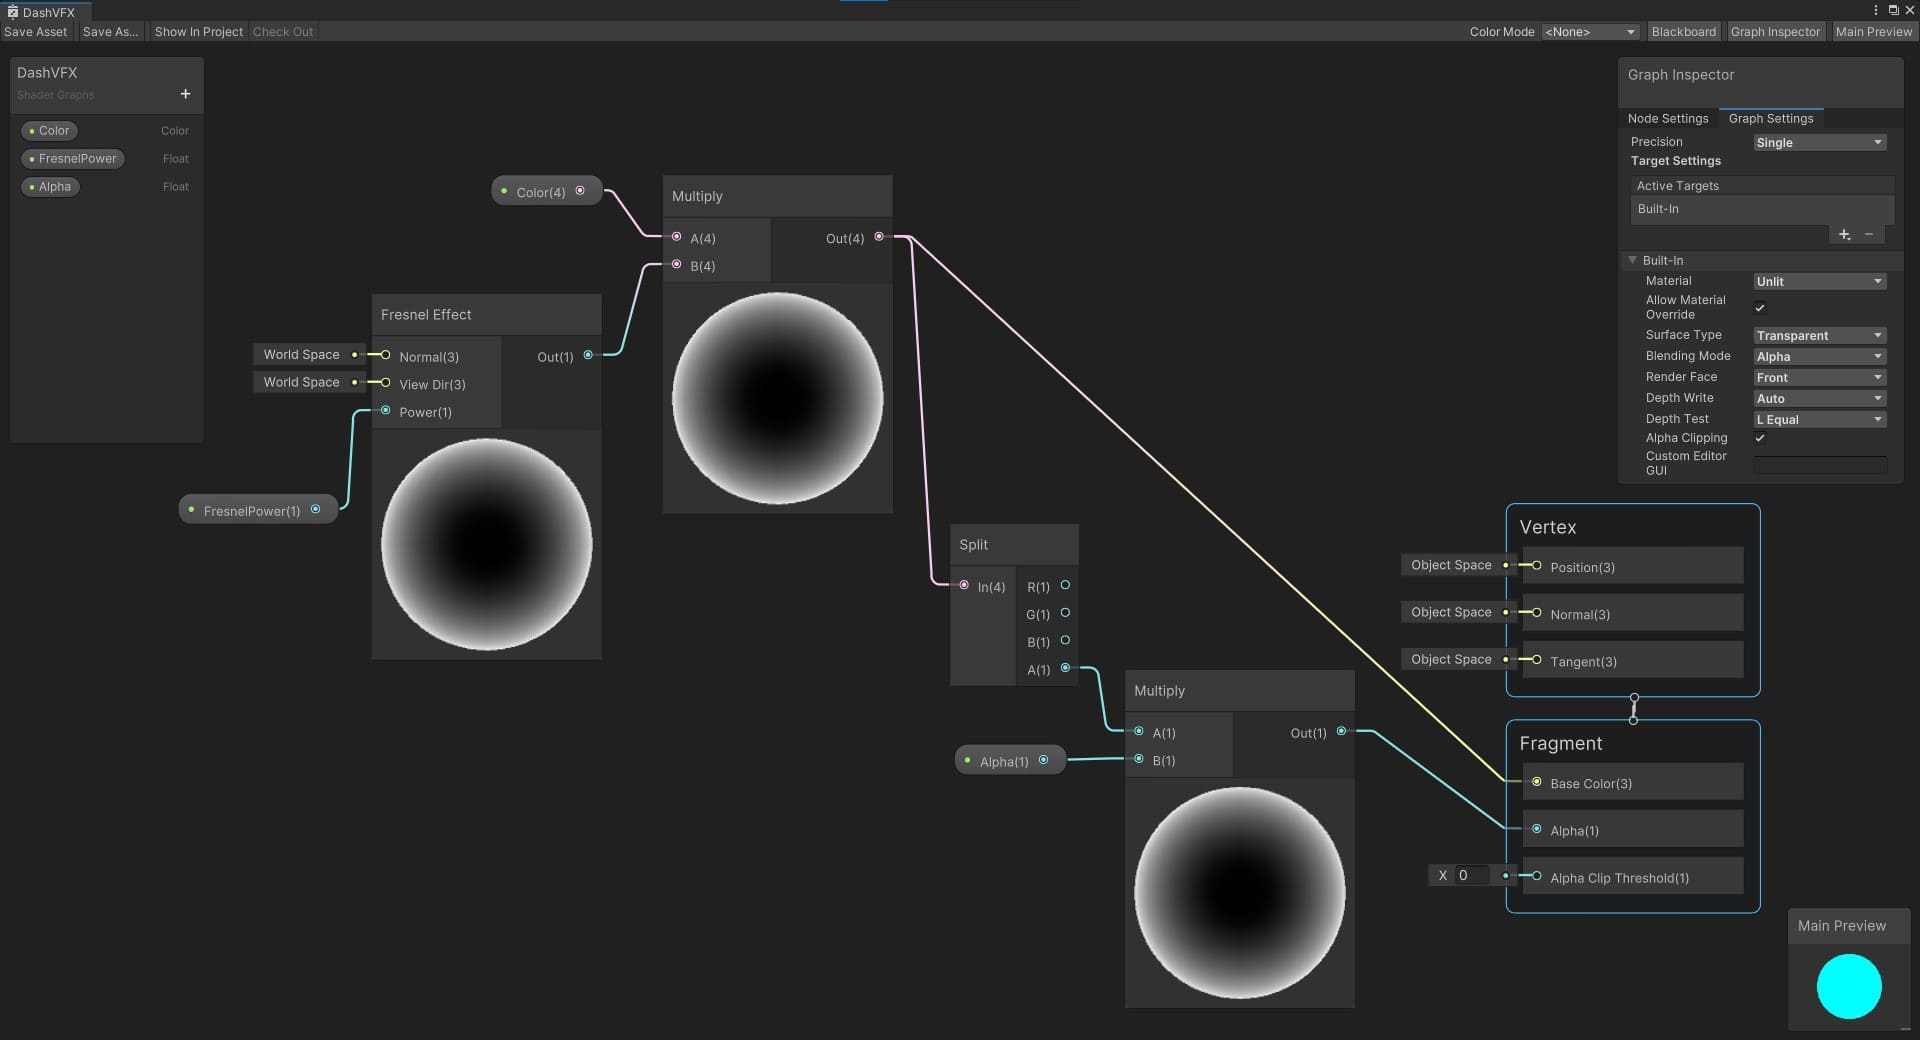 DashVFX
Save Asset Save As... Show In Project Check Out Color Mode <None> Blackboard Graph Inspector Main Preview
DashVFX
Shader Graphs
+
Color Color
FresnelPower Float
Alpha Float
Color(4)
Multiply
A(4) Out(4)
B(4)
Fresnel Effect
World Space Normal(3) Out(1)
World Space View Dir(3)
Power(1)
FresnelPower(1)
Split
In(4) R(1)
G(1)
B(1)
A(1)
Multiply
A(1) Out(1)
B(1)
Alpha(1)
Graph Inspector
Node Settings Graph Settings
Precision Single
Target Settings
Active Targets
Built-In
+ −
Built-In
Material Unlit
Allow Material
Override
Surface Type Transparent
Blending Mode Alpha
Render Face Front
Depth Write Auto
Depth Test L Equal
Alpha Clipping
Custom Editor
GUI
Vertex
Object Space Position(3)
Object Space Normal(3)
Object Space Tangent(3)
Fragment
Base Color(3)
Alpha(1)
X 0 Alpha Clip Threshold(1)
Main Preview